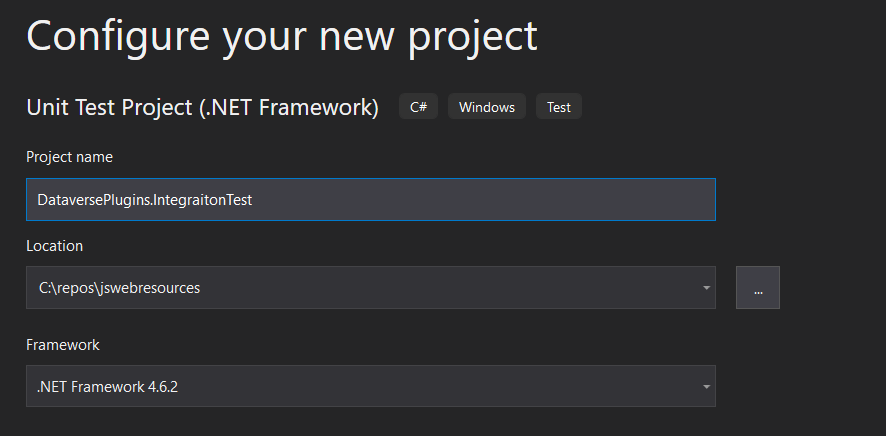 Configure your new project
Unit Test Project (.NET Framework) C# Windows Test
Project name
DataversePlugins.IntegraitonTest
Location
C:\repos\jswebresources
...
Framework
.NET Framework 4.6.2